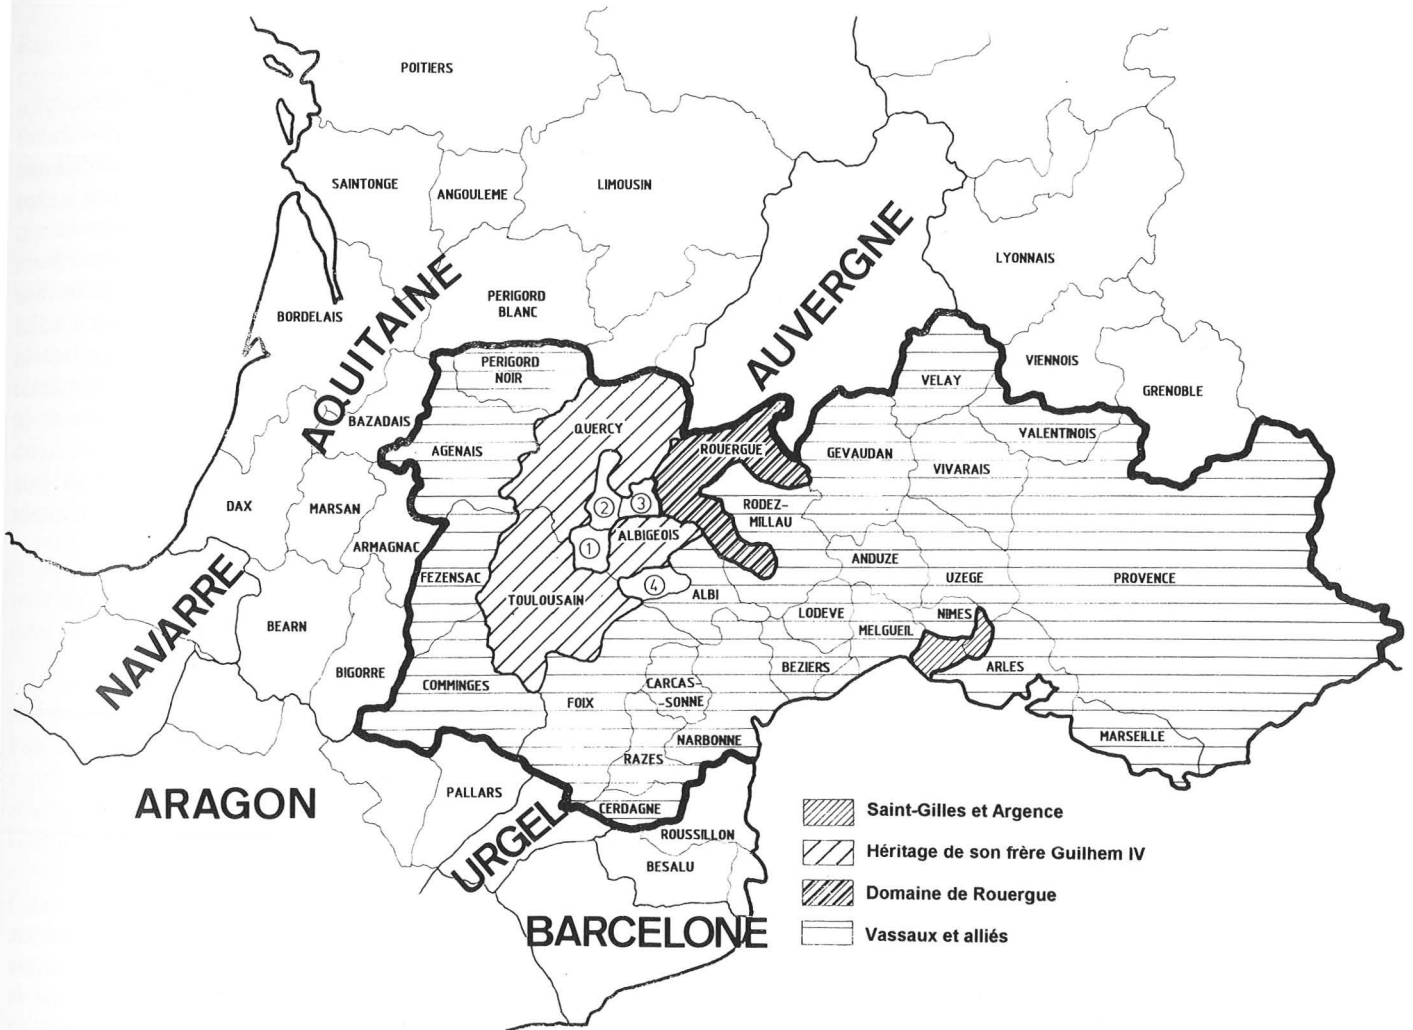 POITIERS
SAINTONGE
ANGOULEME
LIMOUSIN
LYONNAIS
AUVERGNE
AQUITAINE
BORDELAIS
PERIGORD
BLANC
PERIGORD
NOIR
VELAY
VIENNOIS
GRENOBLE
BAZADAIS
QUERCY
AGENAIS
ROUERGUE
GEVAUDAN
VALENTINOIS
VIVARAIS
DAX
MARSAN
2
3
RODEZ-
MILLAU
ARMAGNAC
1
ALBIGEOIS
ANDUZE
FEZENSAC
4
ALBI
UZEGE
PROVENCE
NAVARRE
BEARN
TOULOUSAIN
LODEVE
MELGUEIL
NIMES
BIGORRE
COMMINGES
FOIX
CARCAS-
-SONNE
BEZIERS
ARLES
NARBONNE
MARSEILLE
RAZES
ARAGON
PALLARS
URGEL
CERDAGNE
ROUSSILLON
BESALU
BARCELONE
Saint-Gilles et Argence
Héritage de son frère Guilhem IV
Domaine de Rouergue
Vassaux et alliés